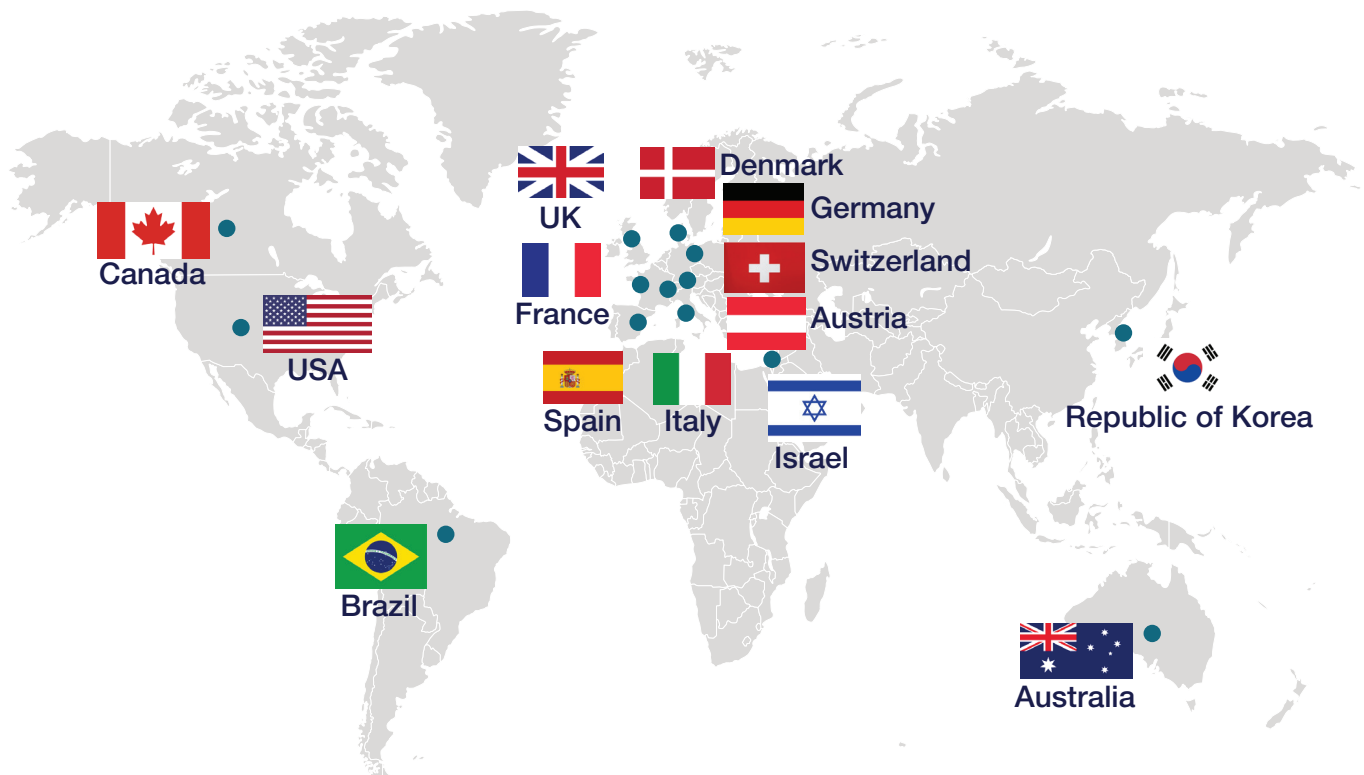 Denmark
UK
Germany
Canada
Switzerland
France
Austria
USA
Spain
Italy
Republic of Korea
Israel
Brazil
Australia